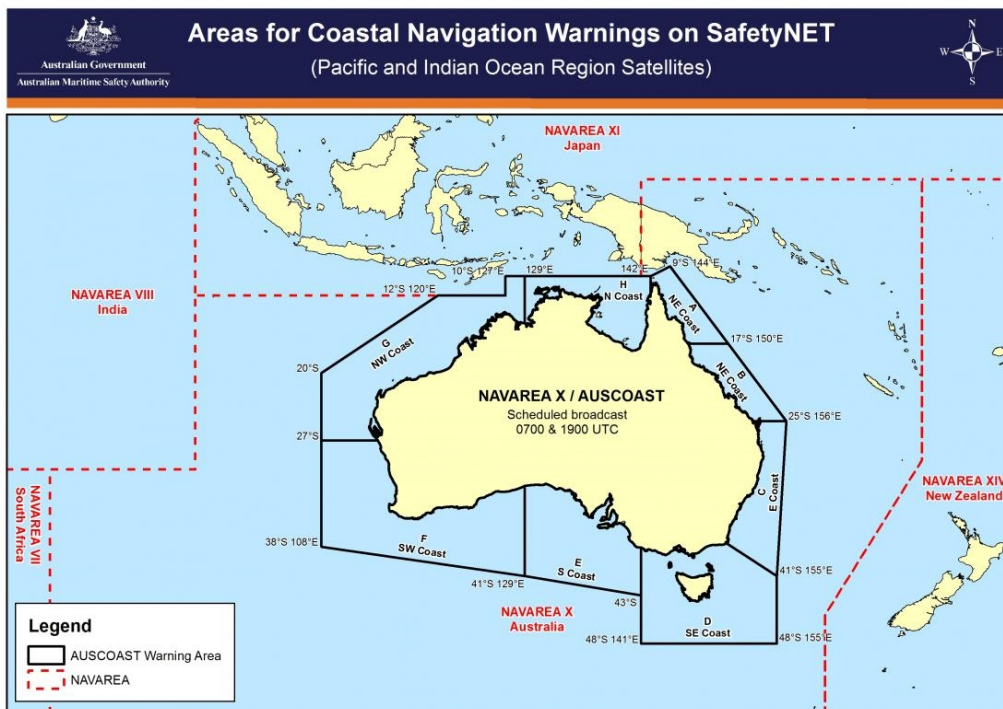 Australian Government
Australian Maritime Safety Authority
Areas for Coastal Navigation Warnings on SafetyNET
(Pacific and Indian Ocean Region Satellites)
N
W
E
S
NAVAREA XI
Japan
NAVAREA VIII
India
12°S 120°E
10°S 127°E
129°E
142°E
9°S 144°E
H
N Coast
A
NE Coast
17°S 150°E
G
NW Coast
B
NE Coast
20°S
NAVAREA X / AUSCOAST
Scheduled broadcast
0700 & 1900 UTC
25°S 156°E
27°S
C
E Coast
NAVAREA VII
South Africa
NAVAREA XIV
New Zealand
38°S 108°E
F
SW Coast
E
S Coast
41°S 129°E
41°S 155°E
43°S
NAVAREA X
Australia
D
SE Coast
48°S 141°E
48°S 155°E
Legend
AUSCOAST Warning Area
NAVAREA